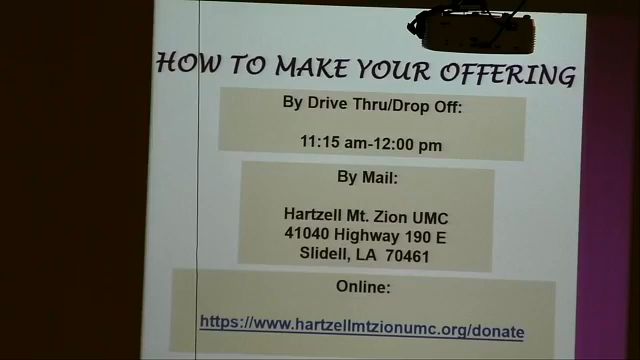 HOW TO MAKE YOUR OFFERING
By Drive Thru/Drop Off:
11:15 am-12:00 pm
By Mail:
Hartzell Mt. Zion UMC
41040 Highway 190 E
Slidell, LA 70461
Online:
https://www.hartzellmtzionumc.org/donate